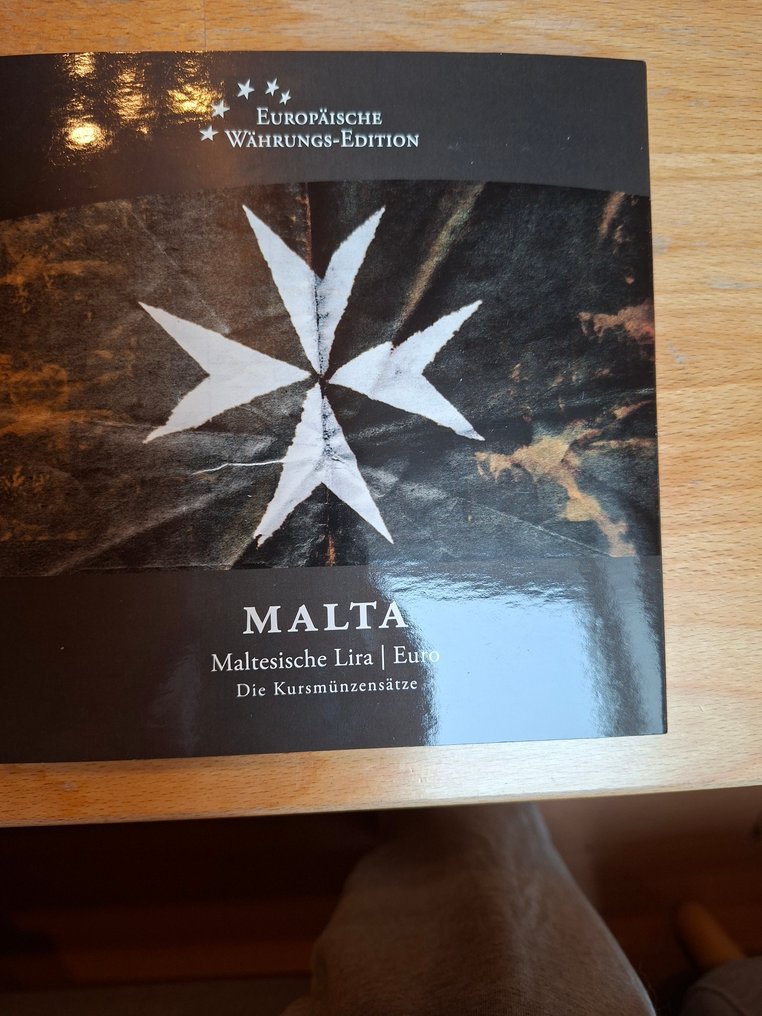 Europäische
Währungs-Edition
MALTA
Maltesische Lira | Euro
Die Kursmünzensätze